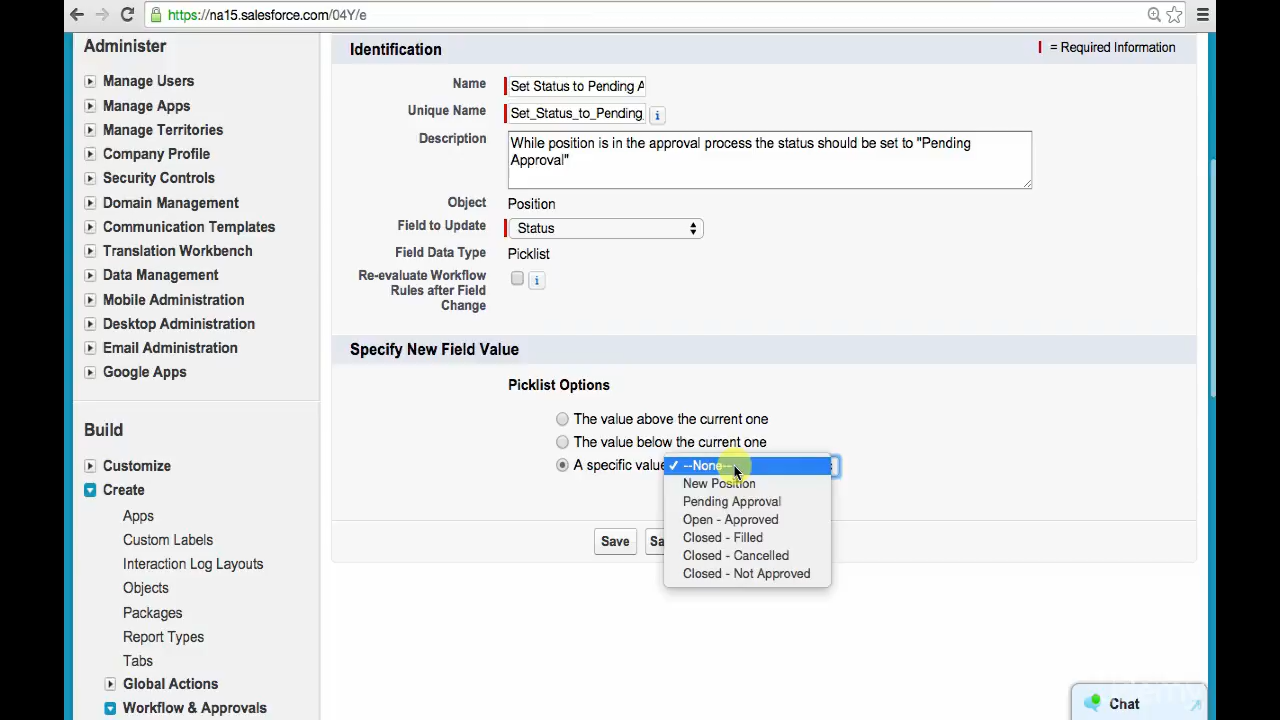 https://na15.salesforce.com/04Y/e
Administer
Manage Users
Manage Apps
Manage Territories
Company Profile
Security Controls
Domain Management
Communication Templates
Translation Workbench
Data Management
Mobile Administration
Desktop Administration
Email Administration
Google Apps
Build
Customize
Create
Apps
Custom Labels
Interaction Log Layouts
Objects
Packages
Report Types
Tabs
Global Actions
Workflow & Approvals
Identification
= Required Information
Name Set Status to Pending A
Unique Name Set_Status_to_Pending
Description While position is in the approval process the status should be set to "Pending
Approval"
Object Position
Field to Update Status
Field Data Type Picklist
Re-evaluate Workflow
Rules after Field
Change
Specify New Field Value
Picklist Options
The value above the current one
The value below the current one
A specific value --None--
New Position
Pending Approval
Open - Approved
Closed - Filled
Closed - Cancelled
Closed - Not Approved
Save Sa
Chat